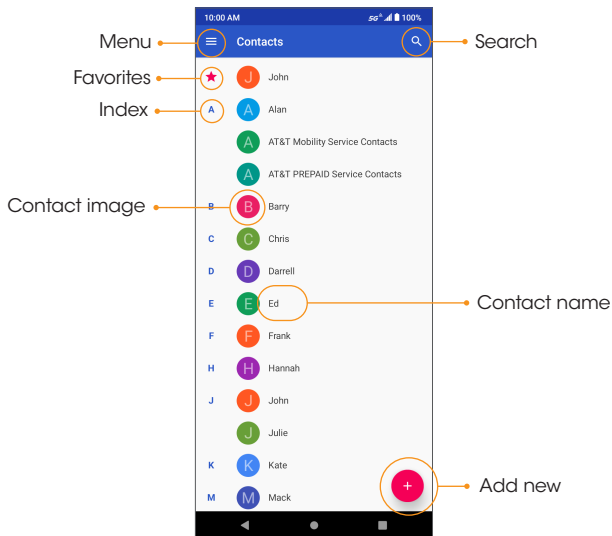 10:00 AM 5GE 100%
Menu Contacts Search
Favorites J John
Index A A Alan
A AT&T Mobility Service Contacts
A AT&T PREPAID Service Contacts
Contact image B B Barry
C C Chris
D D Darrell
E E Ed Contact name
F F Frank
H H Hannah
J J John
J Julie
K K Kate
Add new
M M Mack